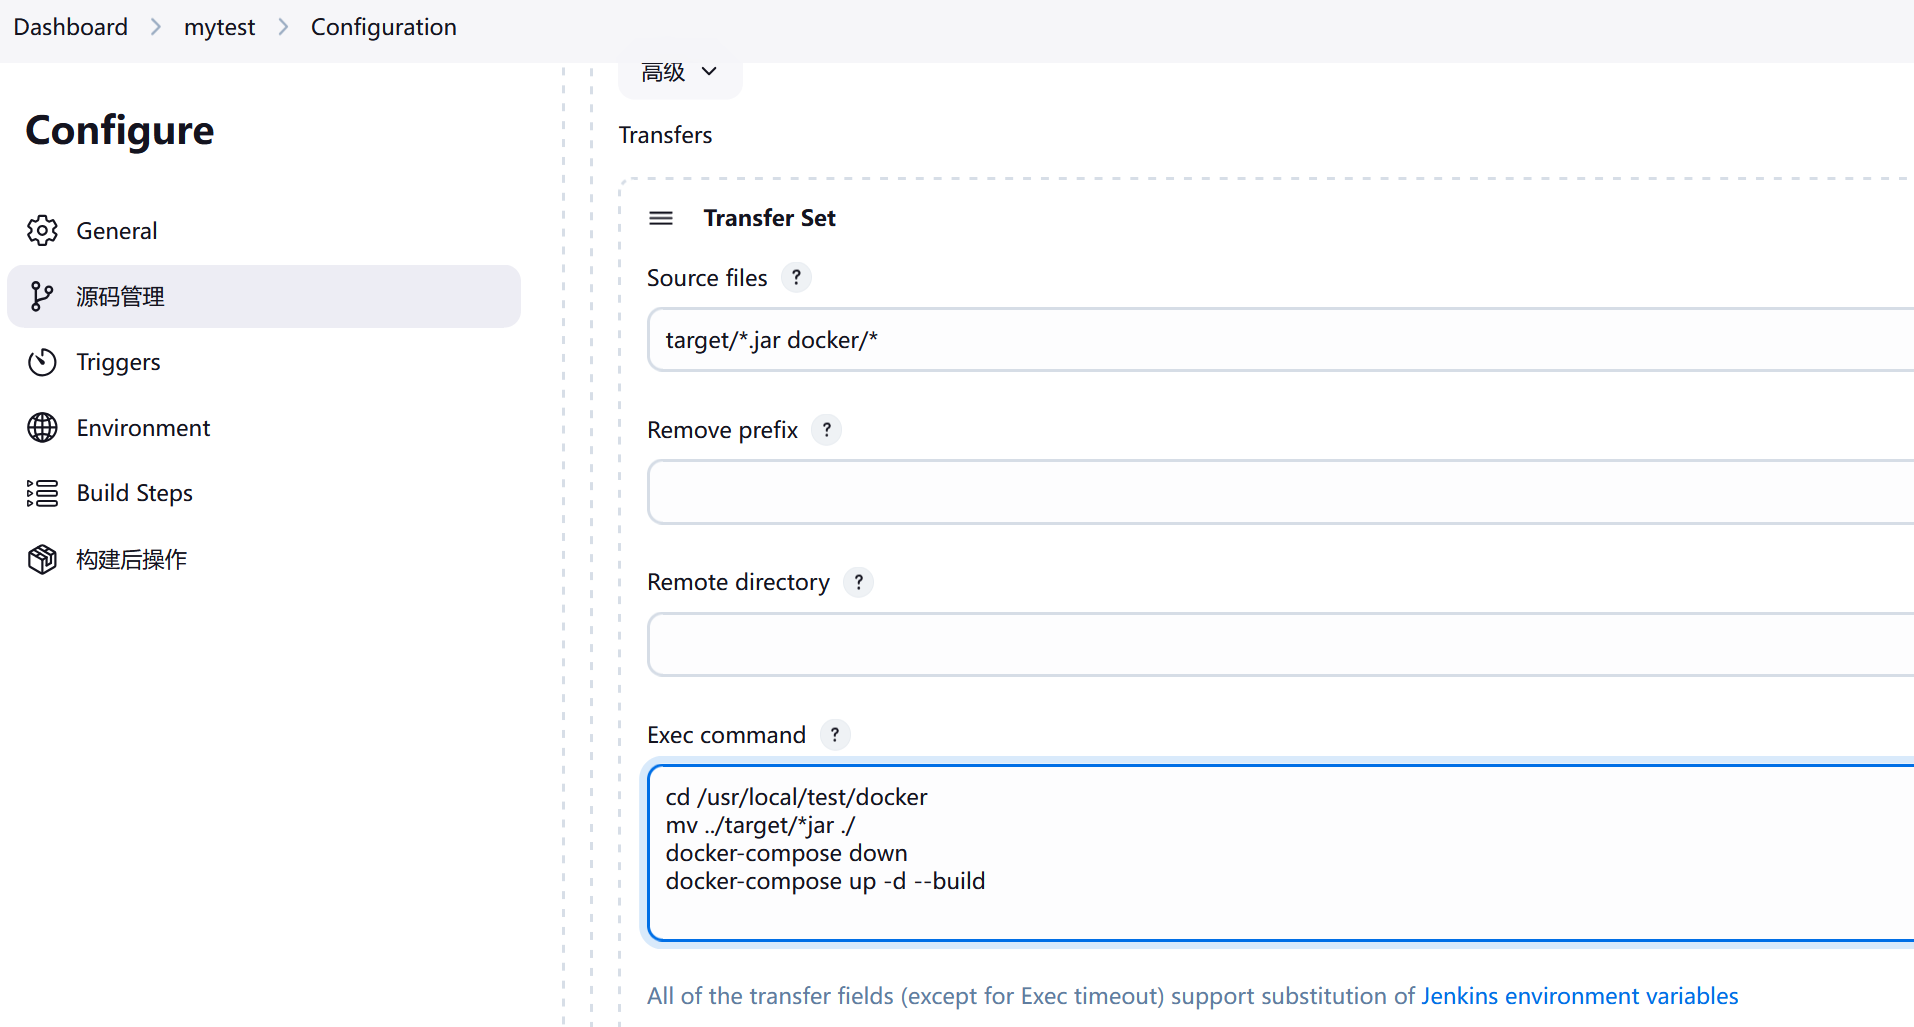 Dashboard > mytest > Configuration
高级
Configure
General
源码管理
Triggers
Environment
Build Steps
构建后操作
Transfers
Transfer Set
Source files ?
target/*.jar docker/*
Remove prefix ?
Remote directory ?
Exec command ?
cd /usr/local/test/docker
mv ../target/*jar ./
docker-compose down
docker-compose up -d --build
All of the transfer fields (except for Exec timeout) support substitution of Jenkins environment variables